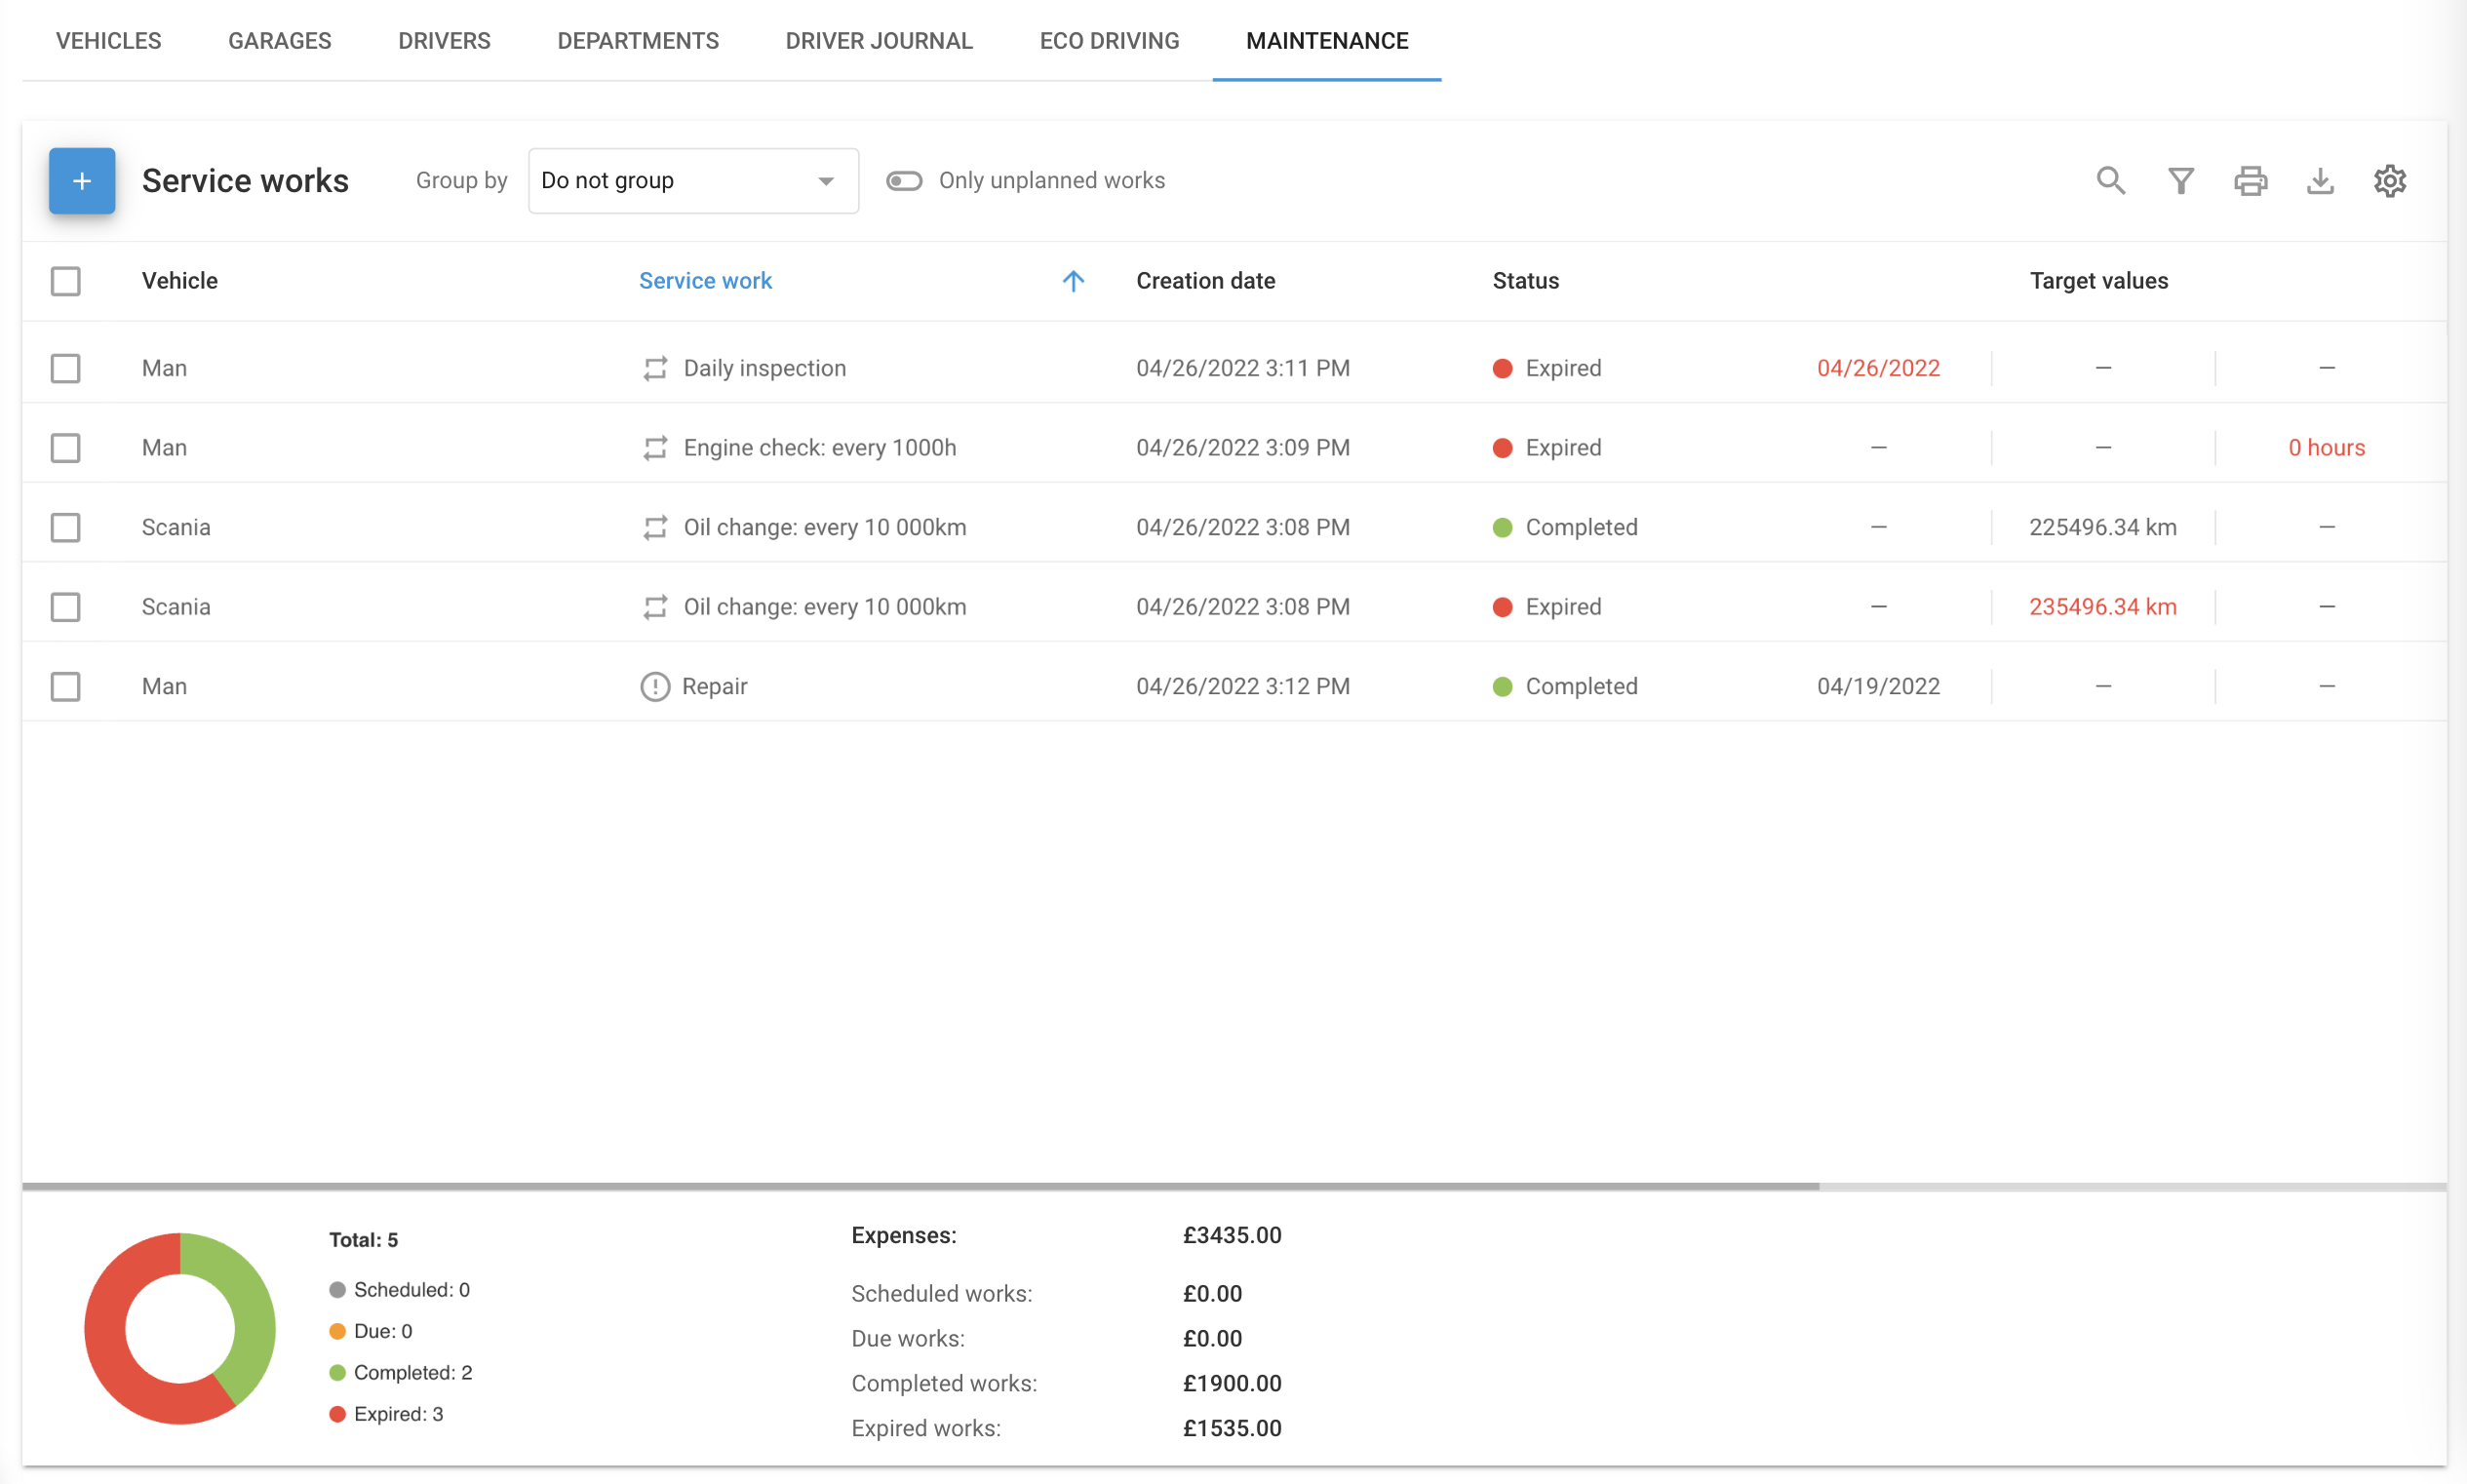 VEHICLES GARAGES DRIVERS DEPARTMENTS DRIVER JOURNAL ECO DRIVING MAINTENANCE
+ Service works Group by Do not group Only unplanned works
Vehicle Service work Creation date Status Target values
Man Daily inspection 04/26/2022 3:11 PM Expired 04/26/2022 — —
Man Engine check: every 1000h 04/26/2022 3:09 PM Expired — — 0 hours
Scania Oil change: every 10 000km 04/26/2022 3:08 PM Completed — 225496.34 km —
Scania Oil change: every 10 000km 04/26/2022 3:08 PM Expired — 235496.34 km —
Man Repair 04/26/2022 3:12 PM Completed 04/19/2022 — —
Total: 5
Scheduled: 0
Due: 0
Completed: 2
Expired: 3
Expenses: £3435.00
Scheduled works: £0.00
Due works: £0.00
Completed works: £1900.00
Expired works: £1535.00